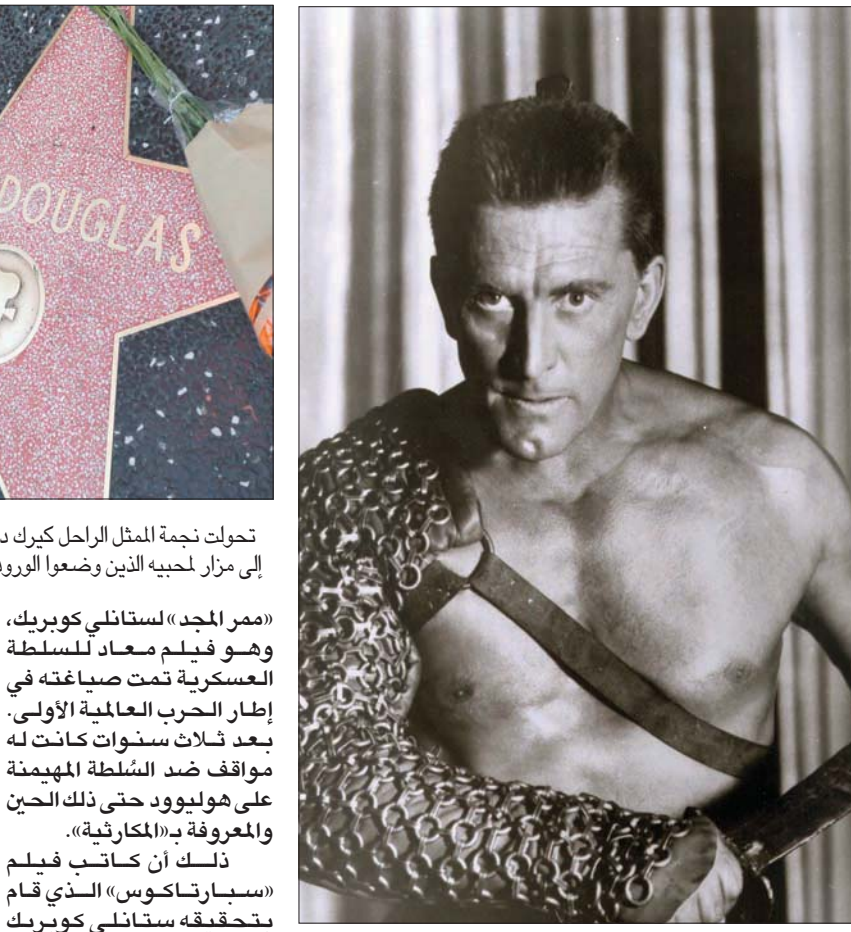 DOUGLAS
تحولت نجمة الممثل الراحل كيرك
إلى مزار لمحبيه الذين وضعوا
«ممر المجد» لستانلي كوبريك،
وهو فيلم معاد للسلطة
العسكرية تمت صياغته في
إطار الحرب العالمية الأولى.
بعد ثلاث سنوات كانت له
مواقف ضد السُلطة المهيمنة
على هوليوود حتى ذلك الحين
والمعروفة بـ«المكارثية».
ذلك أن كاتب فيلم
«سبارتاكوس» الذي قام
بتحقيقه ستانلي كوبريك